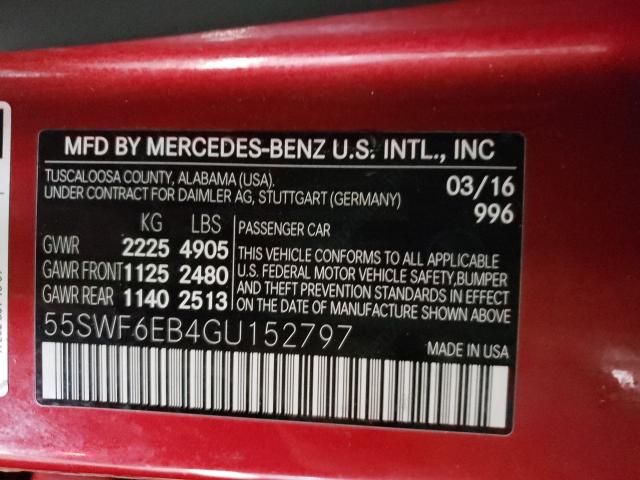 MFD BY MERCEDES-BENZ U.S. INTL., INC
TUSCALOOSA COUNTY, ALABAMA (USA).
UNDER CONTRACT FOR DAIMLER AG, STUTTGART (GERMANY)
03/16
996
KG LBS
GVWR 2225 4905
GAWR FRONT 1125 2480
GAWR REAR 1140 2513
PASSENGER CAR
THIS VEHICLE CONFORMS TO ALL APPLICABLE
U.S. FEDERAL MOTOR VEHICLE SAFETY,BUMPER
AND THEFT PREVENTION STANDARDS IN EFFECT
ON THE DATE OF MANUFACTURE SHOWN ABOVE.
55SWF6EB4GU152797
MADE IN USA